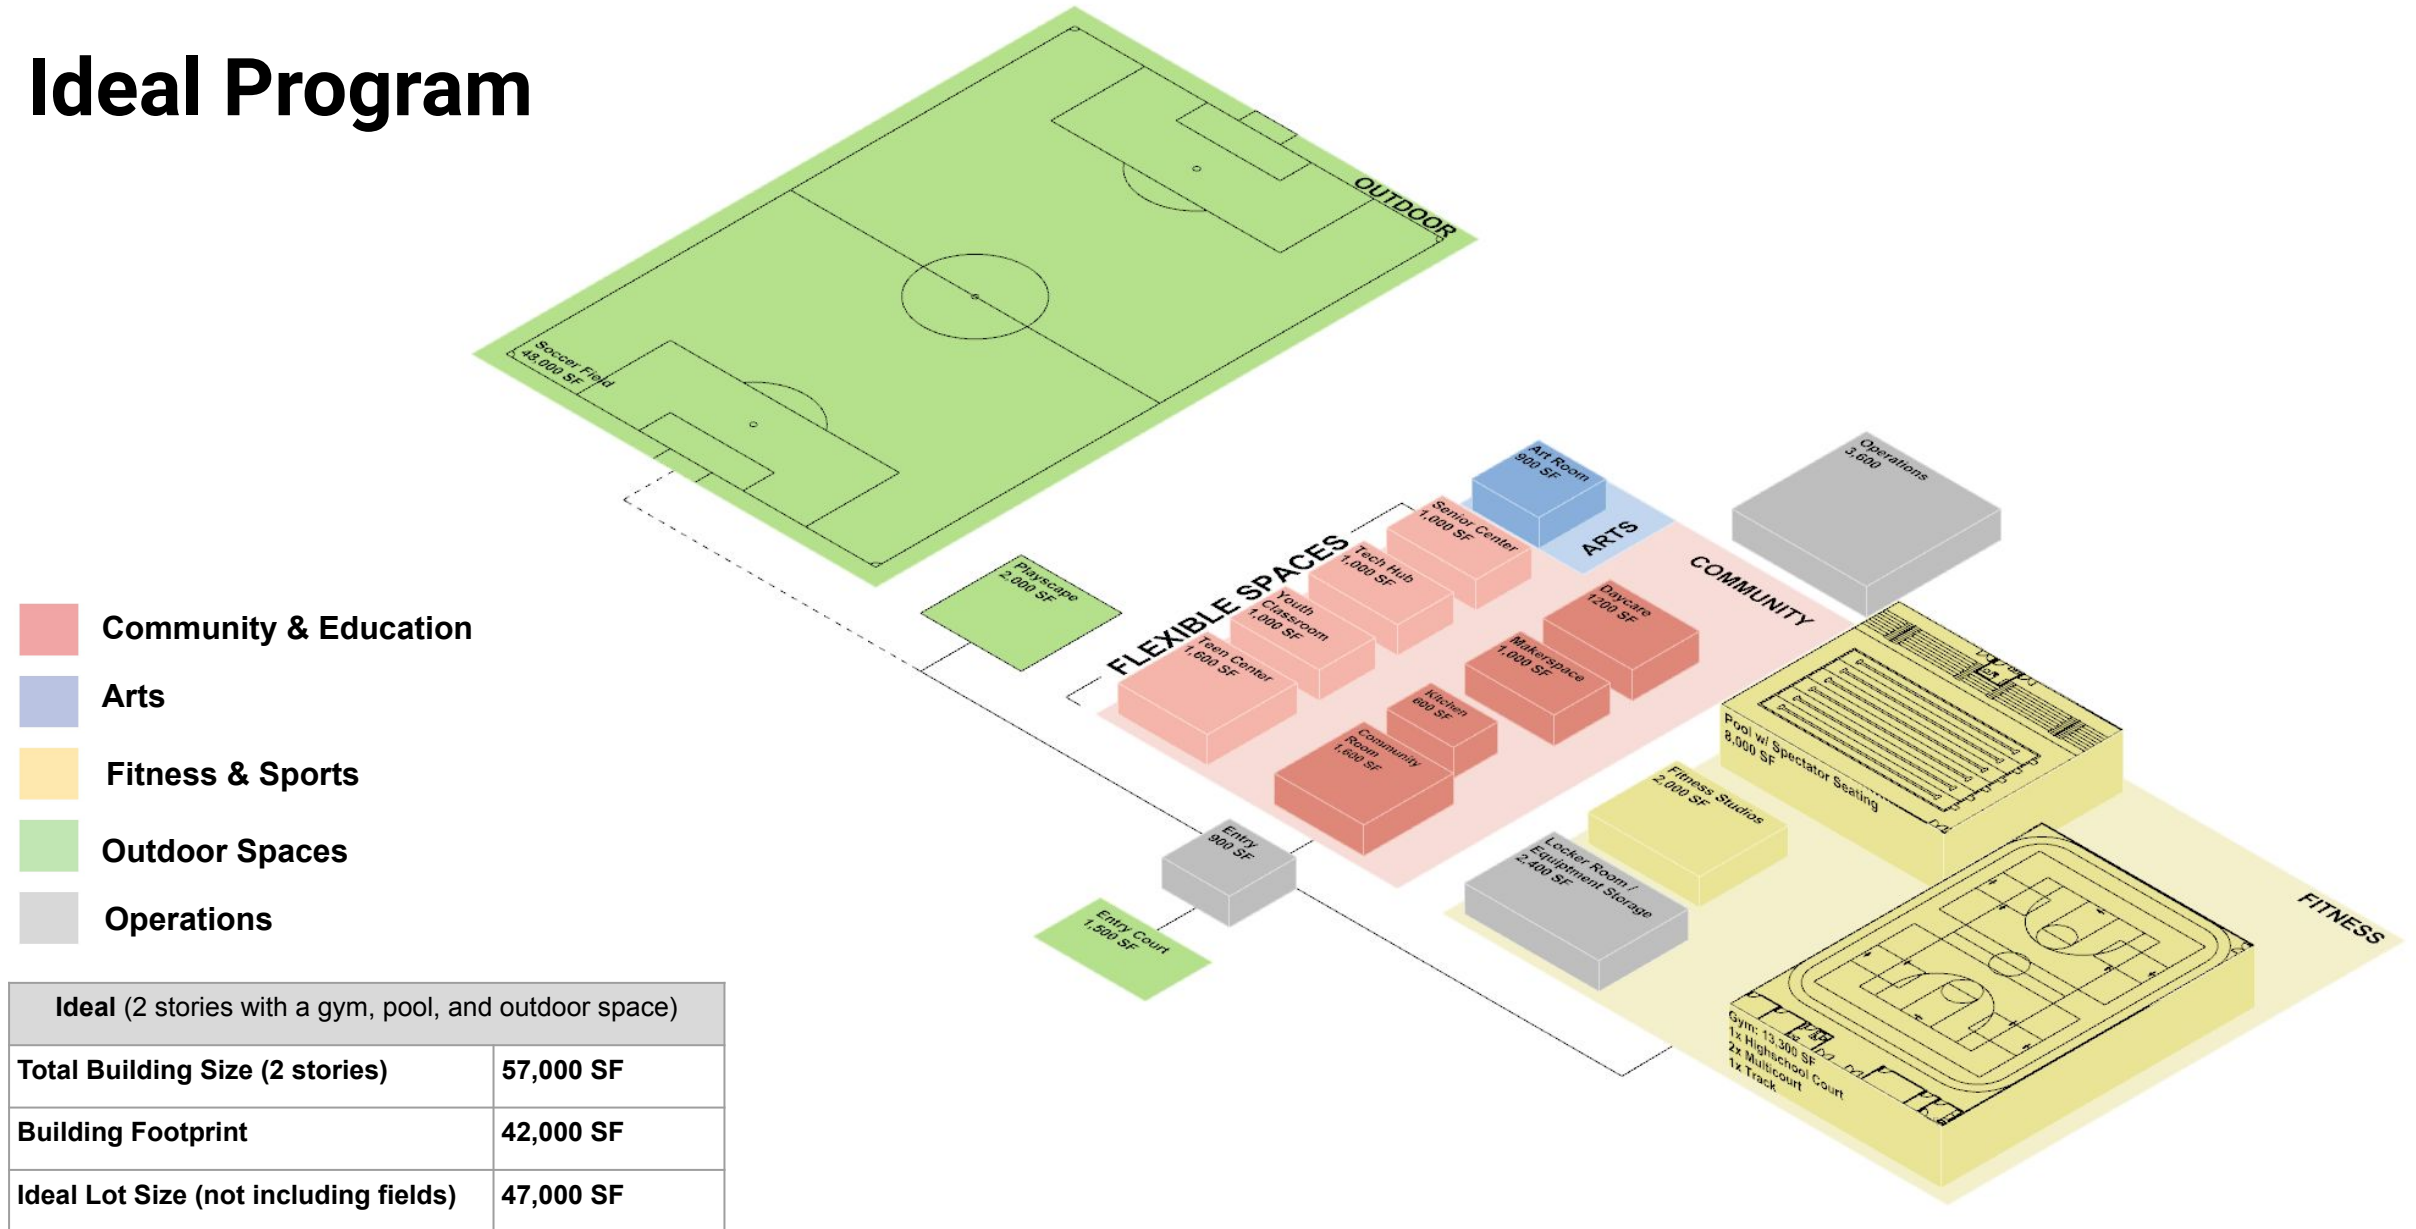 Ideal Program
OUTDOOR
Soccer Field
48,000 SF
Playscape
2,000 SF
FLEXIBLE SPACES
Art Room
900 SF
ARTS
Senior Center
1,000 SF
Tech Hub
1,000 SF
Youth
Classroom
1,000 SF
Teen Center
1,600 SF
COMMUNITY
Daycare
1200 SF
Makerspace
1,000 SF
Kitchen
600 SF
Community
Room
1,600 SF
Operations
3,600
Pool w/ Spectator Seating
8,000 SF
Fitness Studios
2,000 SF
Locker Room /
Equiptment Storage
2,400 SF
Entry
900 SF
Entry Court
1,500 SF
FITNESS
Gym: 13,300 SF
1x Highschool Court
2x Multicourt
1x Track
Community & Education
Arts
Fitness & Sports
Outdoor Spaces
Operations
Ideal (2 stories with a gym, pool, and outdoor space)
Total Building Size (2 stories) 57,000 SF
Building Footprint 42,000 SF
Ideal Lot Size (not including fields) 47,000 SF